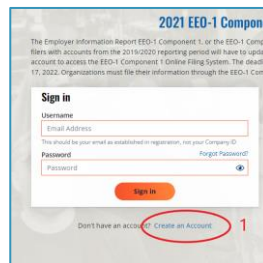 2021 EEO-1 Compon
The Employer Information Report EEO-1 Component 1, or the EEO-1 Comp
filers with accounts from the 2019/2020 reporting period will have to upda
account to access the EEO-1 Component 1 Online Filing System. The deadl
17, 2022. Organizations must file their information through the EEO-1 Com
Sign in
Username
Email Address
This should be your email as established in registration, not your Company ID
Password
Forgot Password?
Password
Sign in
Don't have an account? Create an Account
1